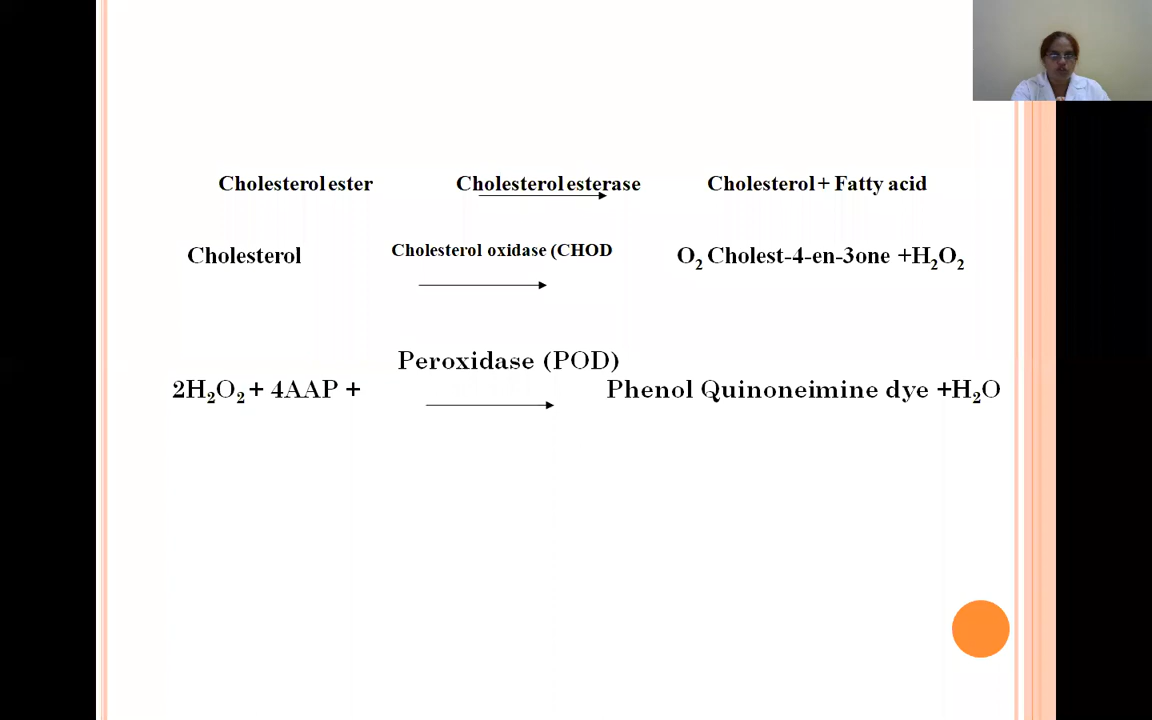 Cholesterol ester Cholesterol esterase Cholesterol + Fatty acid
Cholesterol Cholesterol oxidase (CHOD O₂ Cholest-4-en-3one +H₂O₂
Peroxidase (POD)
2H₂O₂ + 4AAP + Phenol Quinoneimine dye +H₂O